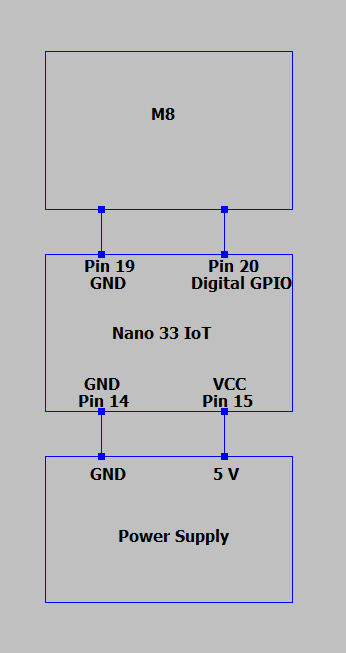 M8
Pin 19 Pin 20
GND Digital GPIO
Nano 33 IoT
GND VCC
Pin 14 Pin 15
GND 5 V
Power Supply